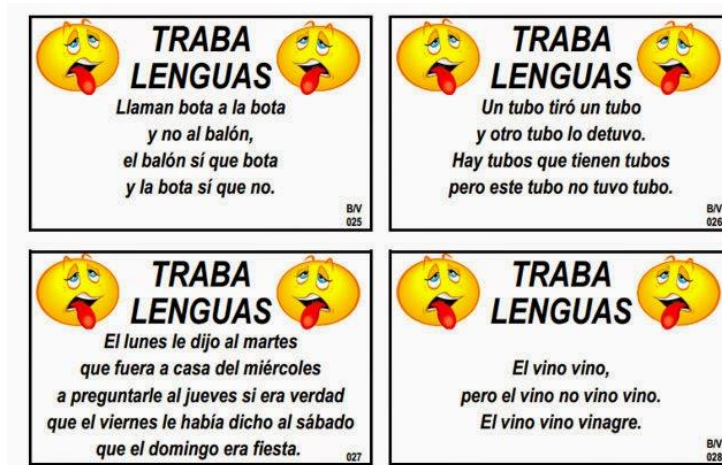 TRABA
LENGUAS
Llaman bota a la bota
y no al balón,
el balón sí que bota
y la bota sí que no.
B/V
025
TRABA
LENGUAS
Un tubo tiró un tubo
y otro tubo lo detuvo.
Hay tubos que tienen tubos
pero este tubo no tuvo tubo.
B/V
026
TRABA
LENGUAS
El lunes le dijo al martes
que fuera a casa del miércoles
a preguntarle al jueves si era verdad
que el viernes le había dicho al sábado
que el domingo era fiesta.
027
TRABA
LENGUAS
El vino vino,
pero el vino no vino vino.
El vino vino vinagre.
B/V
028